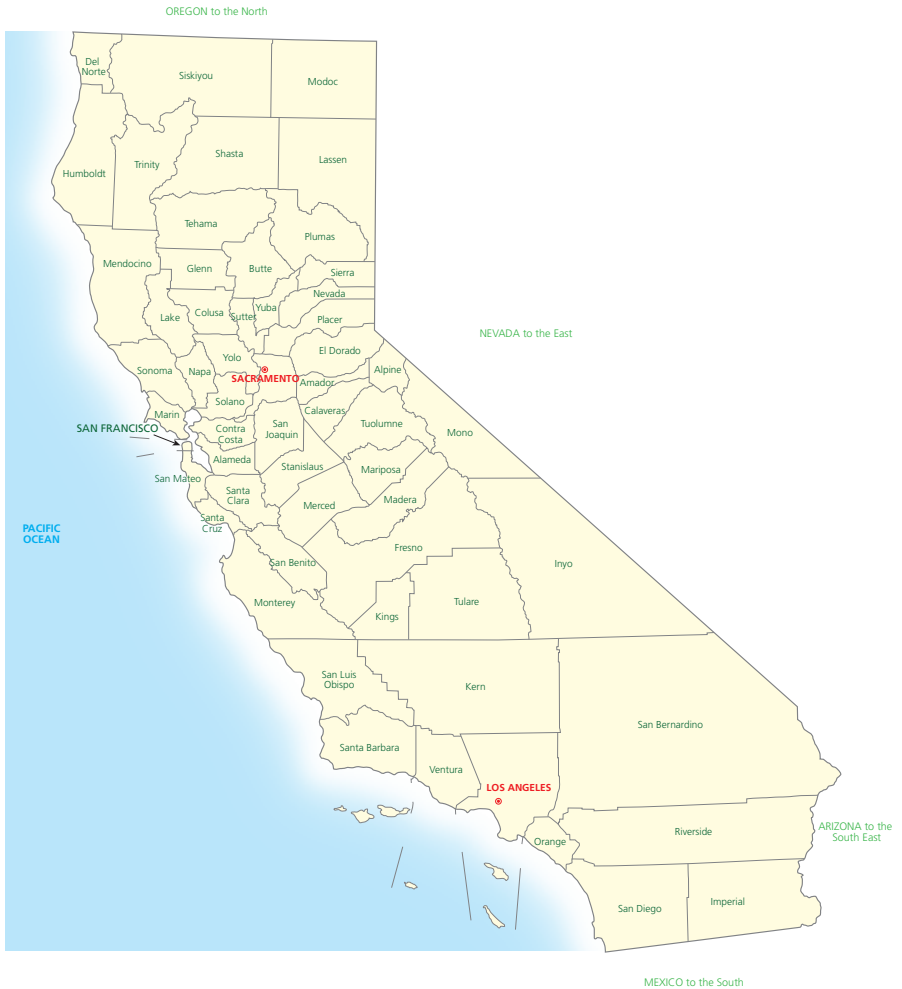 OREGON to the North
Del
Norte
Siskiyou
Modoc
Humboldt
Trinity
Shasta
Lassen
Tehama
Plumas
Mendocino
Glenn
Butte
Sierra
Nevada
Lake
Colusa
Sutter
Yuba
Placer
NEVADA to the East
Sonoma
Napa
Yolo
El Dorado
SACRAMENTO
Alpine
Amador
Solano
Marin
Calaveras
SAN FRANCISCO
Contra
Costa
San
Joaquin
Tuolumne
Mono
Alameda
Stanislaus
Mariposa
San Mateo
Santa
Clara
Merced
Madera
Santa
Cruz
PACIFIC
OCEAN
Fresno
San Benito
Inyo
Monterey
Kings
Tulare
San Luis
Obispo
Kern
San Bernardino
Santa Barbara
Ventura
LOS ANGELES
Orange
Riverside
ARIZONA to the
South East
San Diego
Imperial
MEXICO to the South